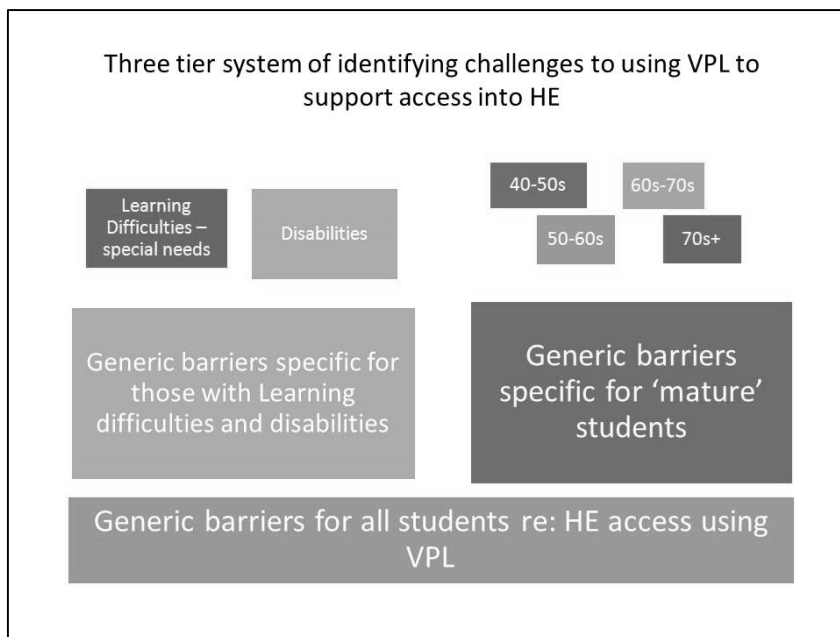 Three tier system of identifying challenges to using VPL to
support access into HE
Learning
Difficulties –
special needs
Disabilities
40-50s
60s-70s
50-60s
70s+
Generic barriers specific for
those with Learning
difficulties and disabilities
Generic barriers
specific for ‘mature’
students
Generic barriers for all students re: HE access using
VPL